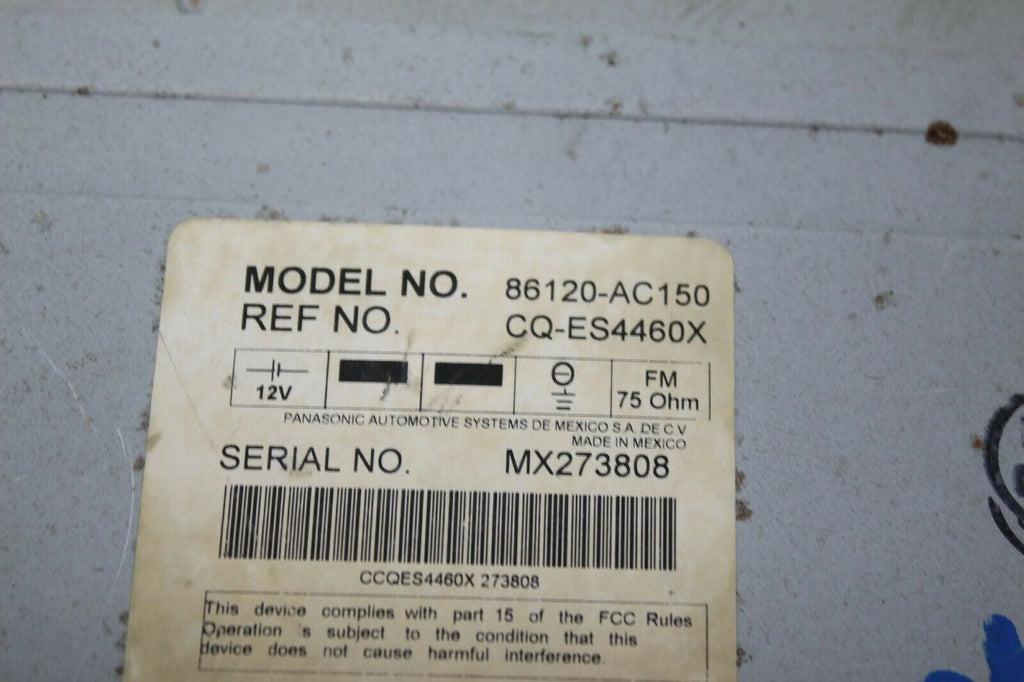 MODEL NO. 86120-AC150
REF NO. CQ-ES4460X
12V
FM
75 Ohm
PANASONIC AUTOMOTIVE SYSTEMS DE MEXICO S.A. DE C.V
MADE IN MEXICO
SERIAL NO. MX273808
CCQES4460X 273808
This device complies with part 15 of the FCC Rules
Operation s subject to the condition that this
device does not cause harmful interference.